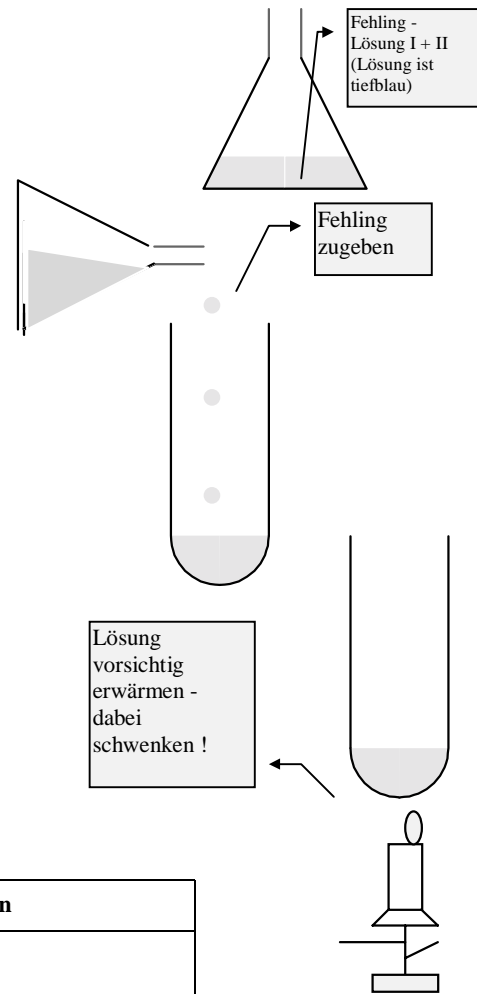 Fehling -
Lösung I + II
(Lösung ist
tiefblau)
Fehling
zugeben
Lösung
vorsichtig
erwärmen -
dabei
schwenken !
n